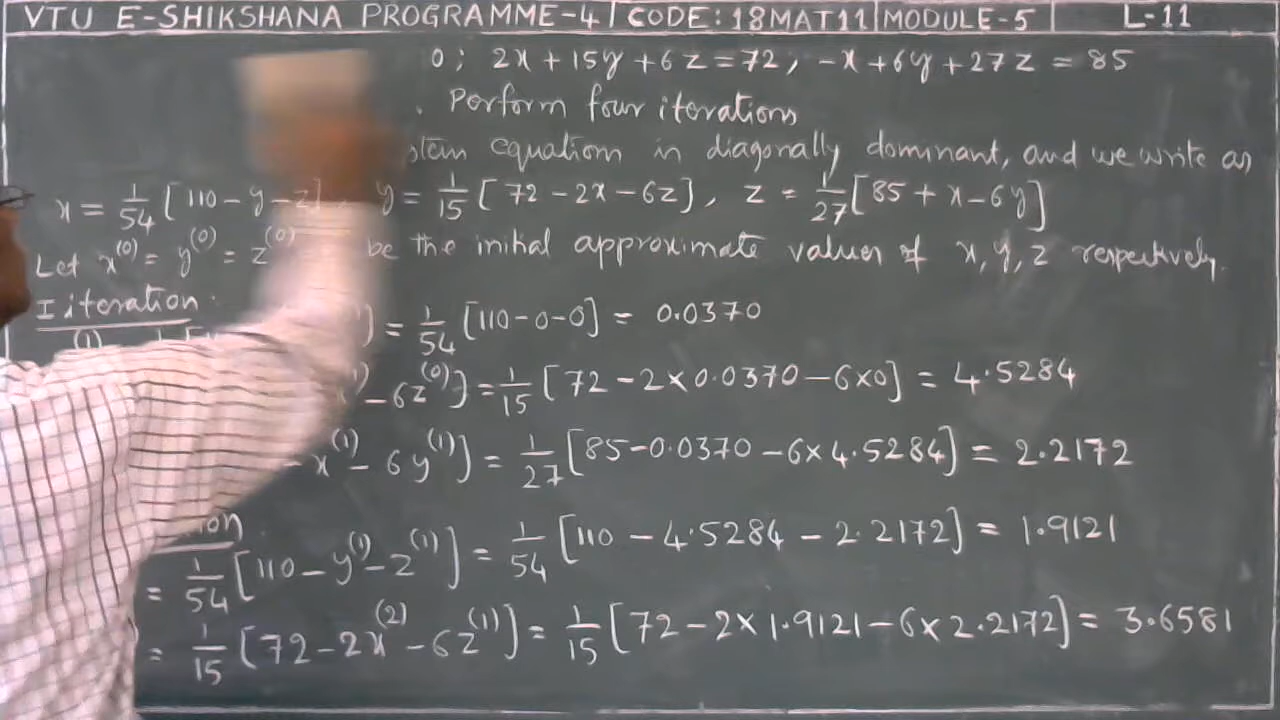 VTU E-SHIKSHANA PROGRAMME-4 | CODE: 18MAT11 | MODULE-5 | L-11
0; 2x + 15y + 6z = 72, -x + 6y + 27z = 85
. Perform four iterations
equations in diagonally dominant, and we write as
x = 1/54 [110 - y - z], y = 1/15 [72 - 2x - 6z], z = 1/27 [85 + x - 6y]
Let x^(0) = y^(0) = z^(0) be the initial approximate values of x, y, z respectively.
I iteration.
= 1/54 [110-0-0] = 0.0370
- 6z^(0)] = 1/15 [72 - 2×0.0370 - 6×0] = 4.5284
- x^(1) - 6y^(1)] = 1/27 [85-0.0370 - 6×4.5284] = 2.2172
= 1/54 [110 - y^(1) - z^(1)] = 1/54 [110 - 4.5284 - 2.2172] = 1.9121
= 1/15 [72 - 2x^(2) - 6z^(1)] = 1/15 [72 - 2×1.9121 - 6×2.2172] = 3.6581